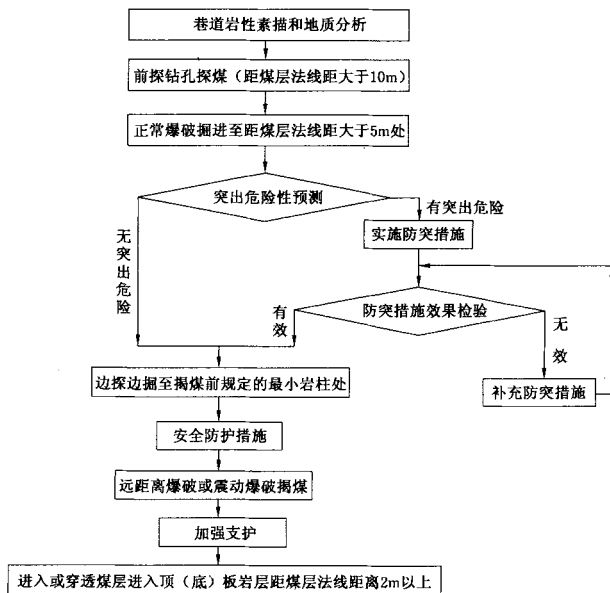 巷道岩性素描和地质分析
前探钻孔探煤（距煤层法线距大于10m）
正常爆破掘进至距煤层法线距大于5m处
突出危险性预测
有突出危险
实施防突措施
无突出危险
防突措施效果检验
有效
无效
边探边掘至揭煤前规定的最小岩柱处
补充防突措施
安全防护措施
远距离爆破或震动爆破揭煤
加强支护
进入或穿透煤层进入顶（底）板岩层距煤层法线距离2m以上